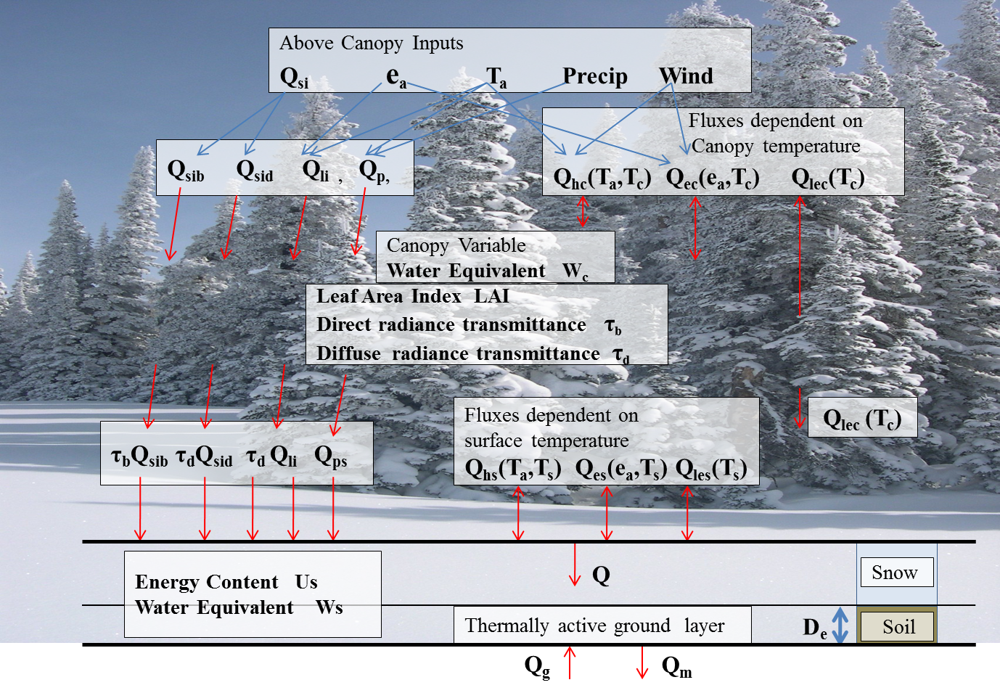 Above Canopy Inputs
Qsi ea Ta Precip Wind
Fluxes dependent on
Canopy temperature
Qsib Qsid Qli , Qp,
Qhc(Ta,Tc) Qec(ea,Tc) Qlec(Tc)
Canopy Variable
Water Equivalent Wc
Leaf Area Index LAI
Direct radiance transmittance τb
Diffuse radiance transmittance τd
Fluxes dependent on
surface temperature
Qhs(Ta,Ts) Qes(ea,Ts) Qles(Ts)
Qlec (Tc)
τbQsib τdQsid τd Qli Qps
Energy Content Us
Water Equivalent Ws
Q
Snow
Thermally active ground layer
De
Soil
Qg Qm